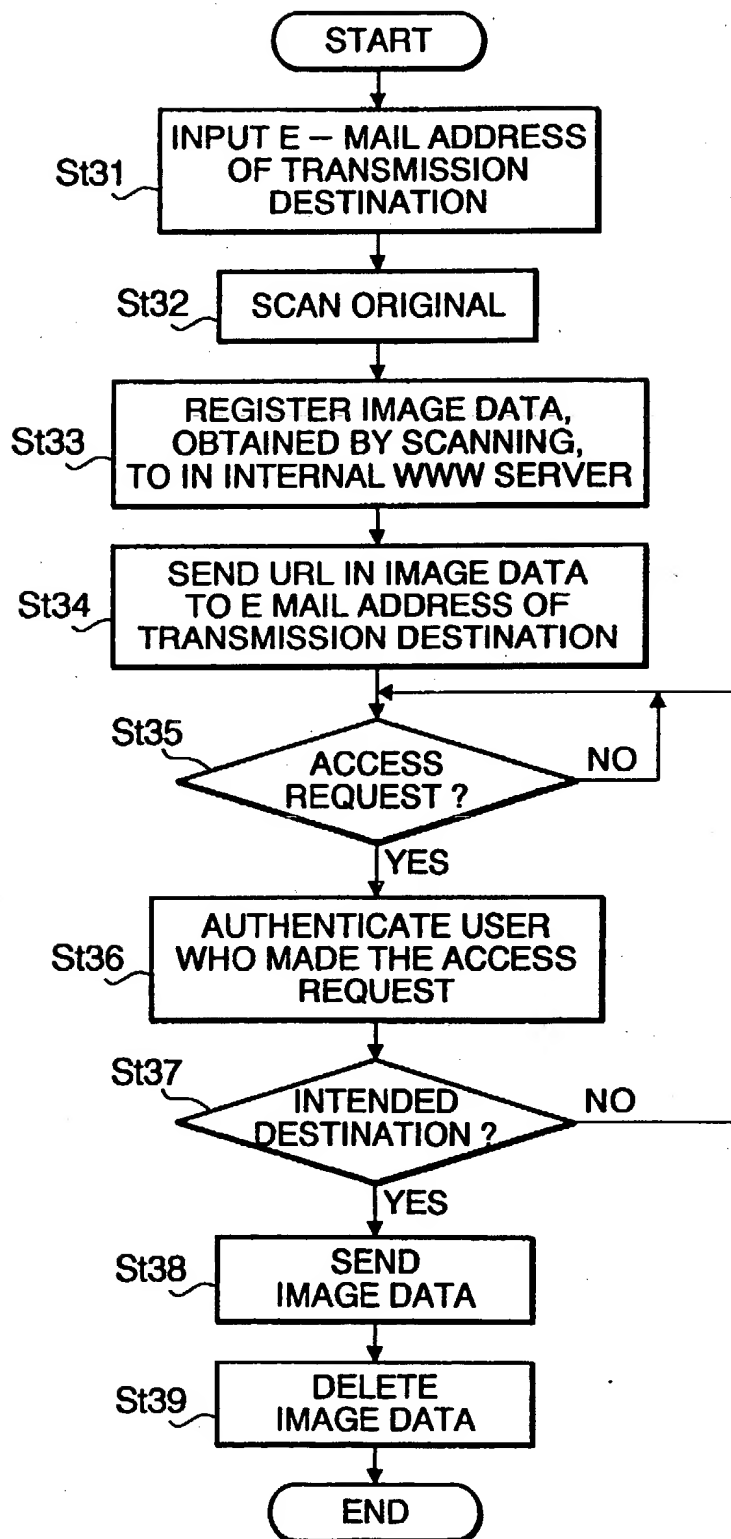 START
St31
INPUT E – MAIL ADDRESS
OF TRANSMISSION
DESTINATION
St32
SCAN ORIGINAL
St33
REGISTER IMAGE DATA,
OBTAINED BY SCANNING,
TO IN INTERNAL WWW SERVER
St34
SEND URL IN IMAGE DATA
TO E MAIL ADDRESS OF
TRANSMISSION DESTINATION
St35
ACCESS
REQUEST ?
NO
YES
St36
AUTHENTICATE USER
WHO MADE THE ACCESS
REQUEST
St37
INTENDED
DESTINATION ?
NO
YES
St38
SEND
IMAGE DATA
St39
DELETE
IMAGE DATA
END